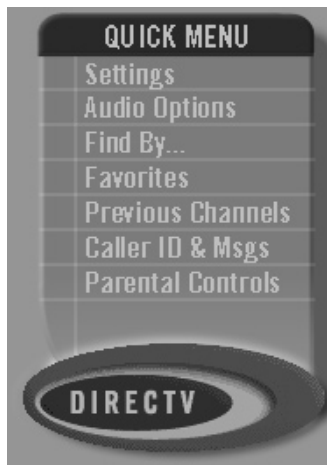 QUICK MENU
Settings
Audio Options
Find By...
Favorites
Previous Channels
Caller ID & Msgs
Parental Controls
DIRECTV